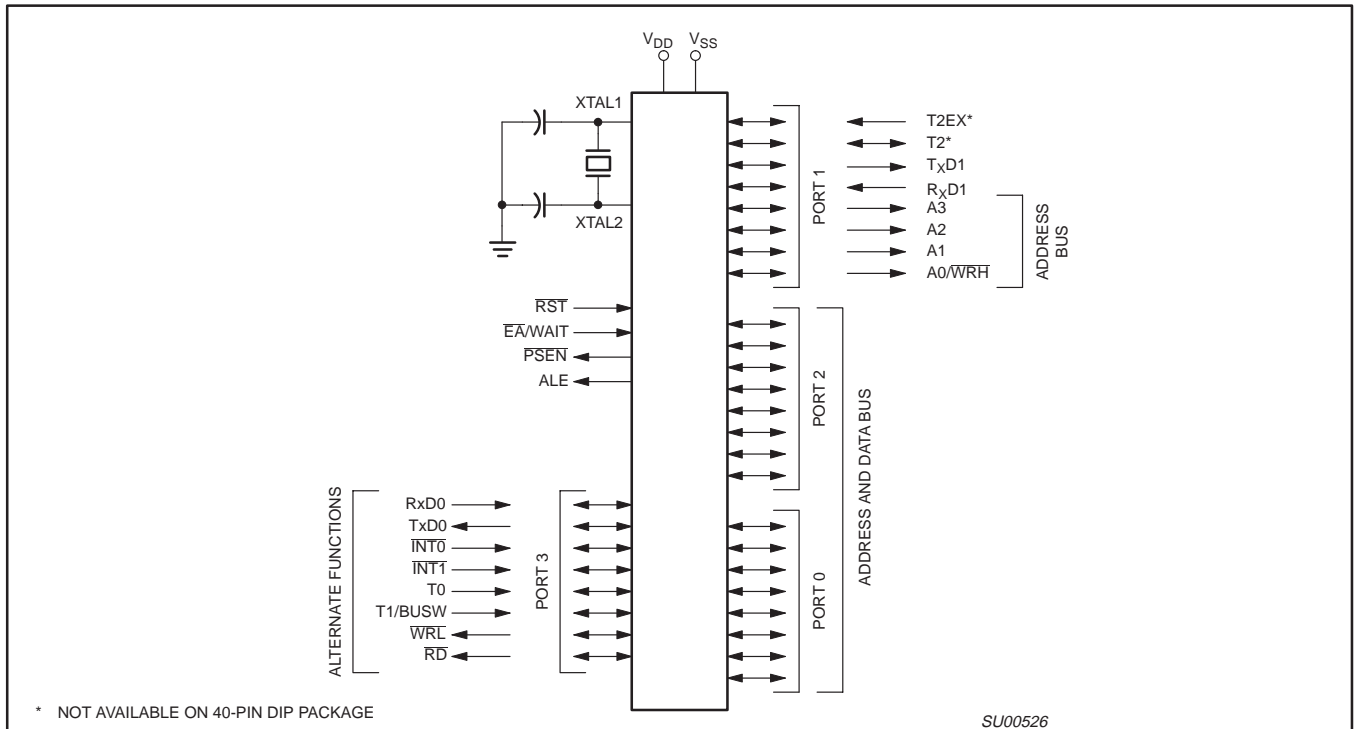 VDD VSS
XTAL1
XTAL2
RST
EA/WAIT
PSEN
ALE
PORT 1
T2EX*
T2*
TXD1
RXD1
A3
A2
A1
A0/WRH
ADDRESS
BUS
PORT 2
ADDRESS AND DATA BUS
PORT 0
ALTERNATE FUNCTIONS
RxD0
TxD0
INT0
INT1
T0
T1/BUSW
WRL
RD
PORT 3
* NOT AVAILABLE ON 40-PIN DIP PACKAGE
SU00526